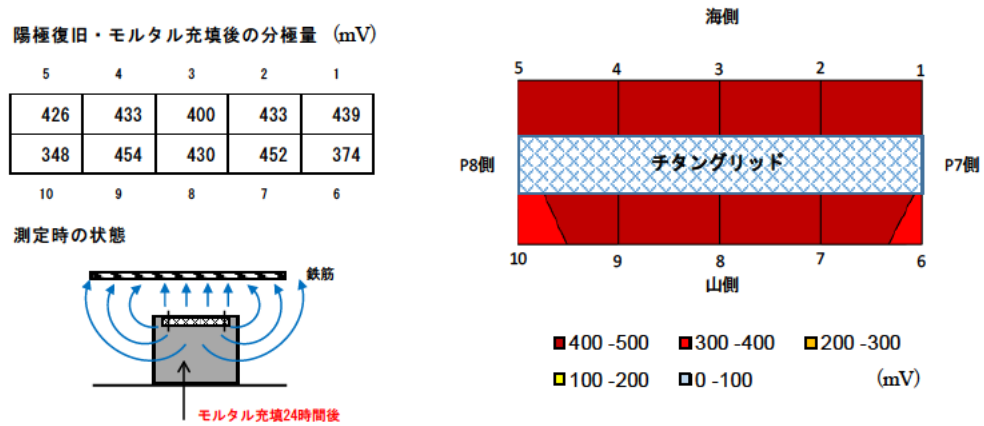 陽極復旧・モルタル充填後の分極量 (mV)
5 4 3 2 1
426 433 400 433 439
348 454 430 452 374
10 9 8 7 6
測定時の状態
鉄筋
モルタル充填24時間後
海側
5 4 3 2 1
P8側 チタングリッド P7側
10 9 8 7 6
山側
400 -500 300 -400 200 -300
100 -200 0 -100 (mV)